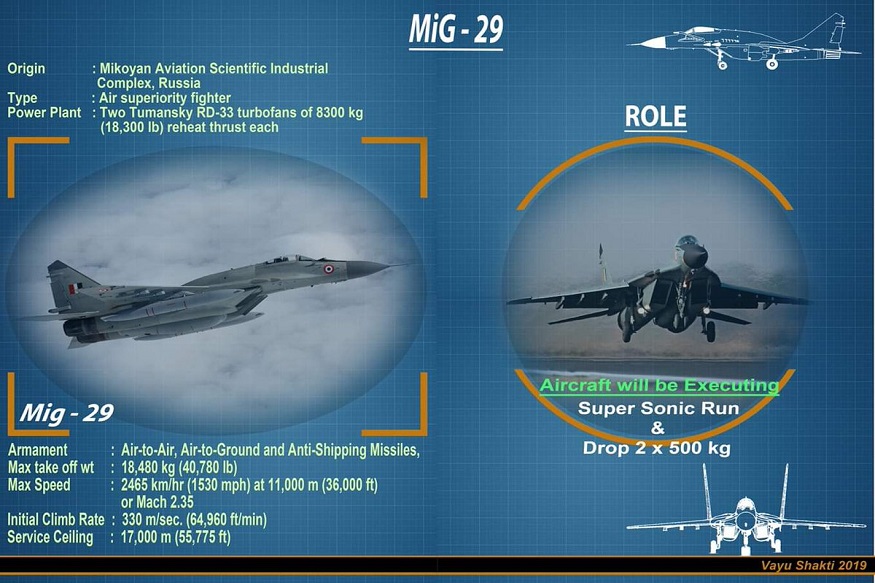 MiG - 29
Origin : Mikoyan Aviation Scientific Industrial
Complex, Russia
Type : Air superiority fighter
Power Plant : Two Tumansky RD-33 turbofans of 8300 kg
(18,300 lb) reheat thrust each
Mig - 29
Armament : Air-to-Air, Air-to-Ground and Anti-Shipping Missiles,
Max take off wt : 18,480 kg (40,780 lb)
Max Speed : 2465 km/hr (1530 mph) at 11,000 m (36,000 ft)
or Mach 2.35
Initial Climb Rate : 330 m/sec. (64,960 ft/min)
Service Ceiling : 17,000 m (55,775 ft)
ROLE
Aircraft will be Executing
Super Sonic Run
&
Drop 2 x 500 kg
Vayu Shakti 2019